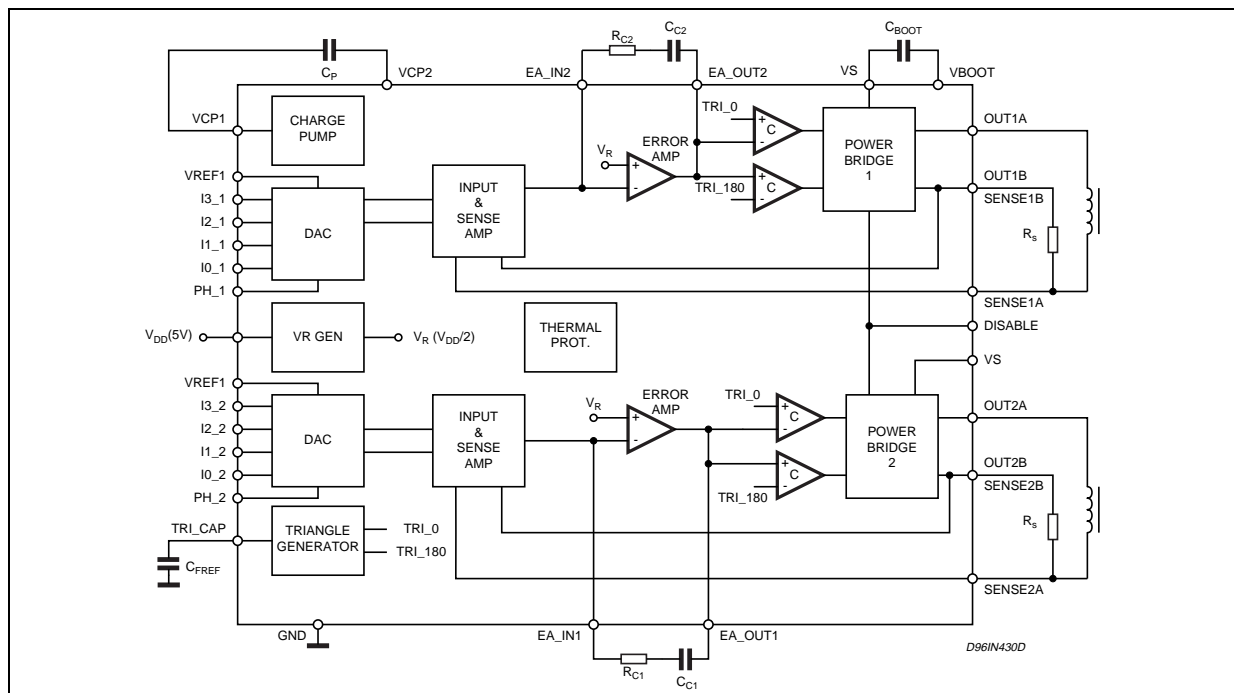 RC2
CC2
CBOOT
CP
VCP2
EA_IN2
EA_OUT2
VS
VBOOT
VCP1
CHARGE PUMP
TRI_0
+
-
C
POWER BRIDGE 1
OUT1A
VREF1
I3_1
I2_1
I1_1
I0_1
PH_1
DAC
INPUT & SENSE AMP
VR
+
-
ERROR AMP
+
-
C
TRI_180
OUT1B
SENSE1B
Rs
SENSE1A
VDD(5V)
VR GEN
VR (VDD/2)
THERMAL PROT.
DISABLE
VS
VREF1
I3_2
I2_2
I1_2
I0_2
PH_2
DAC
INPUT & SENSE AMP
VR
+
-
ERROR AMP
TRI_0
+
-
C
+
-
C
TRI_180
POWER BRIDGE 2
OUT2A
OUT2B
SENSE2B
Rs
SENSE2A
TRI_CAP
CFREF
TRIANGLE GENERATOR
TRI_0
TRI_180
GND
EA_IN1
EA_OUT1
RC1
CC1
D96IN430D